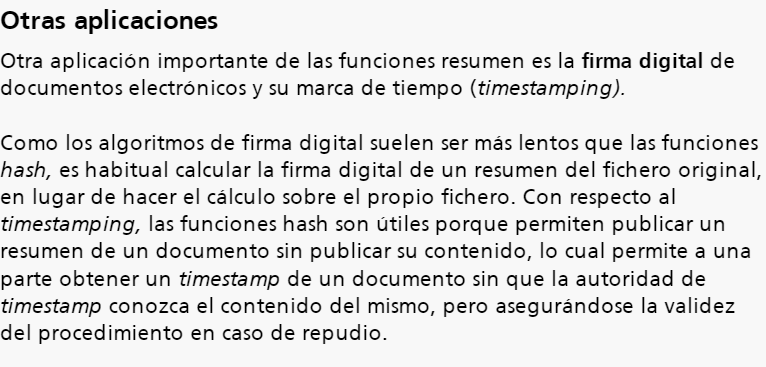 Otras aplicaciones
Otra aplicación importante de las funciones resumen es la firma digital de
documentos electrónicos y su marca de tiempo (timestamping).
Como los algoritmos de firma digital suelen ser más lentos que las funciones
hash, es habitual calcular la firma digital de un resumen del fichero original,
en lugar de hacer el cálculo sobre el propio fichero. Con respecto al
timestamping, las funciones hash son útiles porque permiten publicar un
resumen de un documento sin publicar su contenido, lo cual permite a una
parte obtener un timestamp de un documento sin que la autoridad de
timestamp conozca el contenido del mismo, pero asegurándose la validez
del procedimiento en caso de repudio.